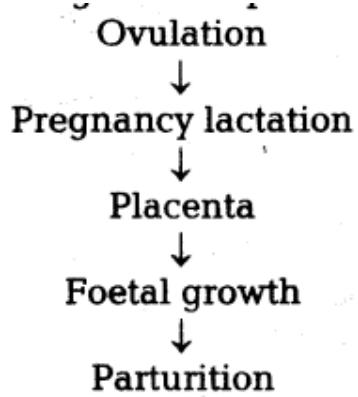 Ovulation
Pregnancy lactation
Placenta
Foetal growth
Parturition